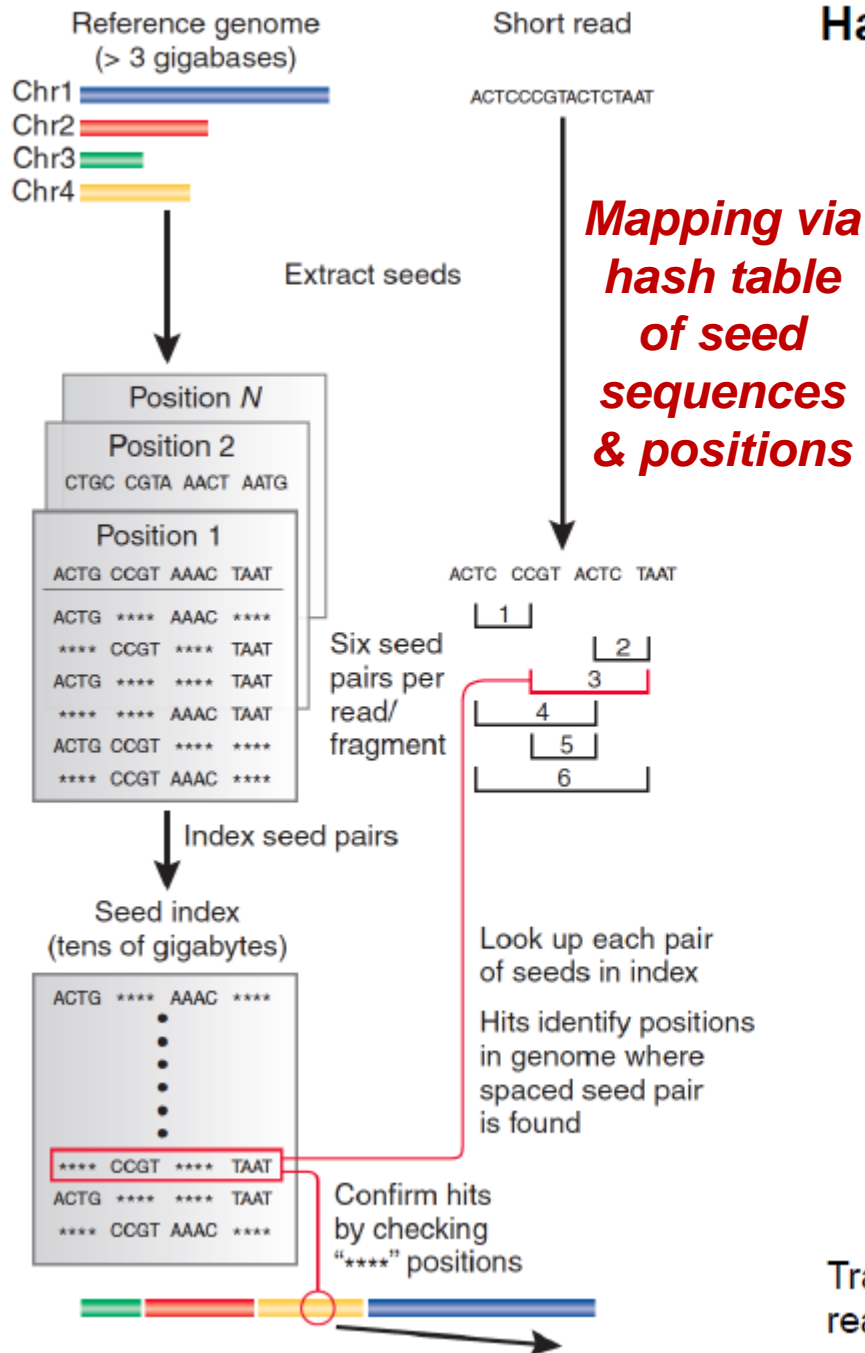 Reference genome
(> 3 gigabases)
Chr1
Chr2
Chr3
Chr4
Short read
ACTCCCGTACTCTAAT
Ha
Mapping via
hash table
of seed
sequences
& positions
Extract seeds
Position N
Position 2
CTGC CGTA AACT AATG
Position 1
ACTG CCGT AAAC TAAT
ACTG **** AAAC ****
**** CCGT **** TAAT
ACTG **** **** TAAT
**** **** AAAC TAAT
ACTG CCGT **** ****
**** CCGT AAAC ****
Six seed
pairs per
read/
fragment
ACTC CCGT ACTC TAAT
1
2
3
4
5
6
Index seed pairs
Seed index
(tens of gigabytes)
ACTG **** AAAC ****
**** CCGT **** TAAT
ACTG **** **** TAAT
**** CCGT AAAC ****
Look up each pair
of seeds in index
Hits identify positions
in genome where
spaced seed pair
is found
Confirm hits
by checking
"****" positions
Tra
rea